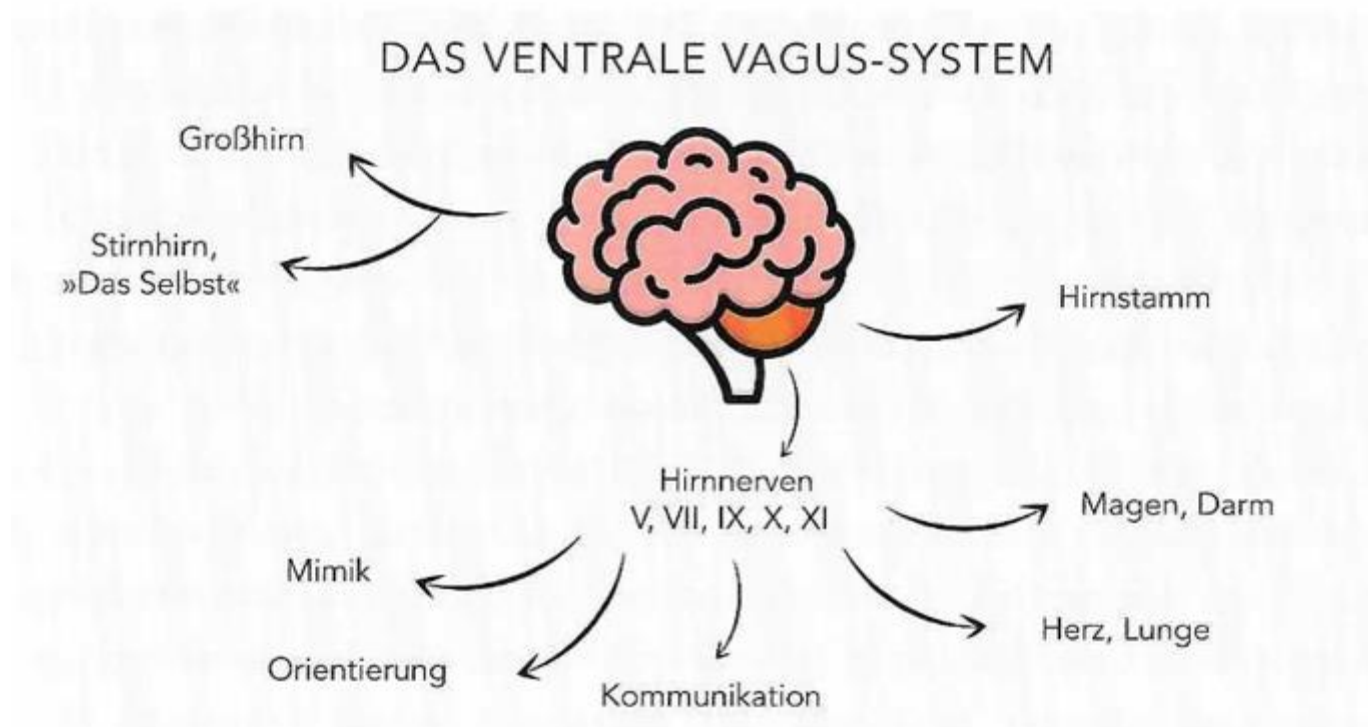 DAS VENTRALE VAGUS-SYSTEM
Großhirn
Stirnhirn,
»Das Selbst«
Hirnstamm
Hirnnerven
V, VII, IX, X, XI
Magen, Darm
Mimik
Herz, Lunge
Orientierung
Kommunikation